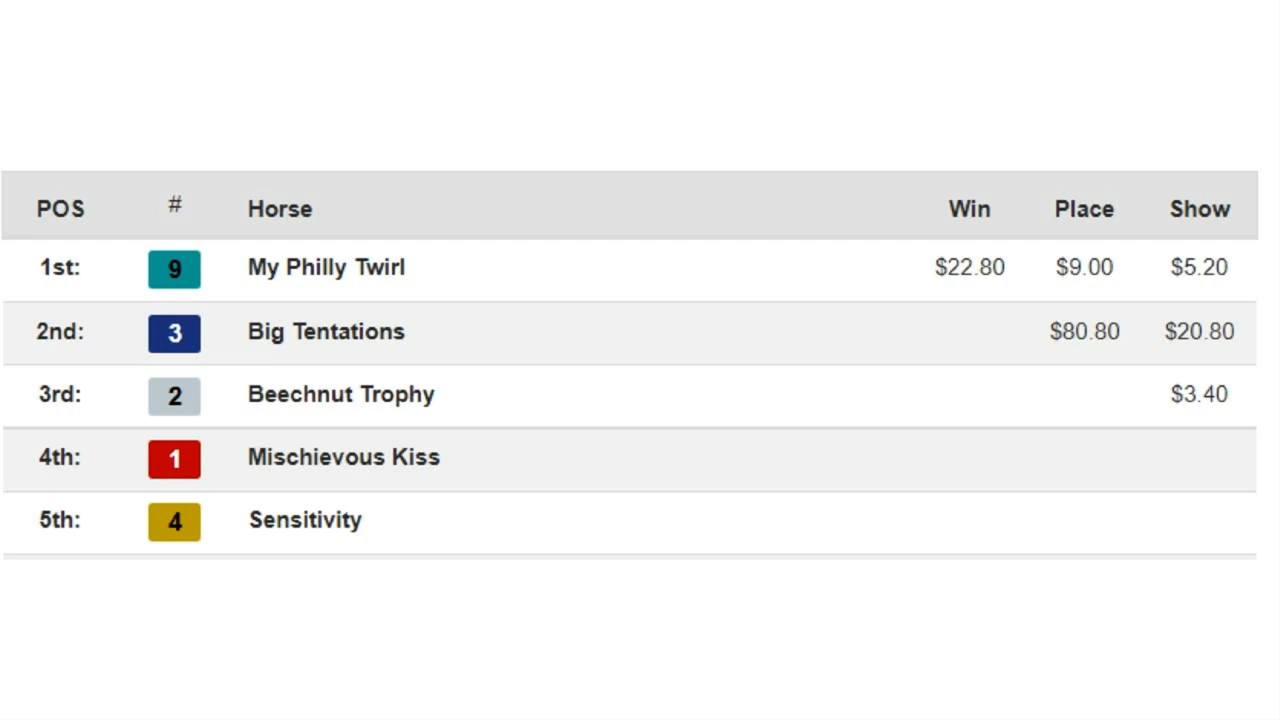 POS # Horse Win Place Show
1st: 9 My Philly Twirl $22.80 $9.00 $5.20
2nd: 3 Big Tentations $80.80 $20.80
3rd: 2 Beechnut Trophy $3.40
4th: 1 Mischievous Kiss
5th: 4 Sensitivity